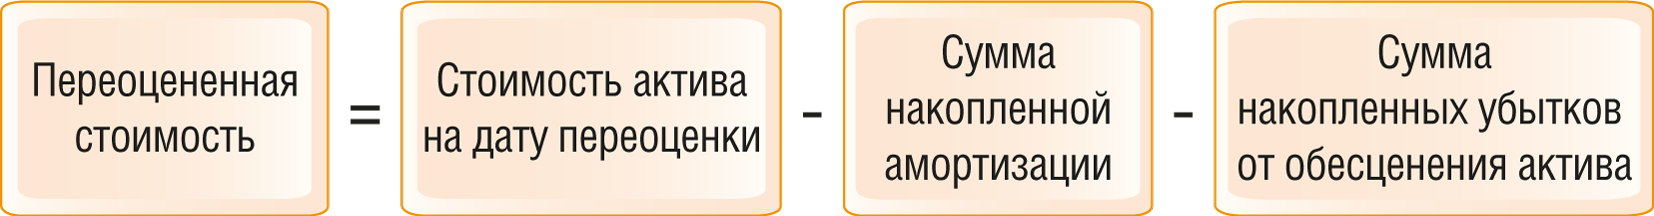 Переоцененная
стоимость
=
Стоимость актива
на дату переоценки
-
Сумма
накопленной
амортизации
-
Сумма
накопленных убытков
от обесценения актива